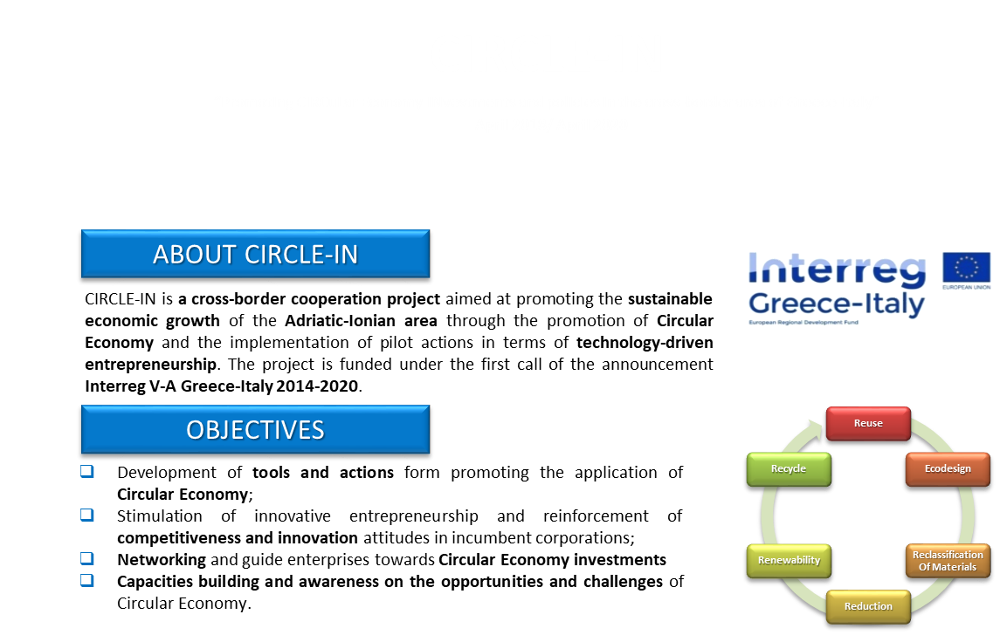 ABOUT CIRCLE-IN
CIRCLE-IN is a cross-border cooperation project aimed at promoting the sustainable
economic growth of the Adriatic-Ionian area through the promotion of Circular
Economy and the implementation of pilot actions in terms of technology-driven
entrepreneurship. The project is funded under the first call of the announcement
Interreg V-A Greece-Italy 2014-2020.
OBJECTIVES
Development of tools and actions form promoting the application of
Circular Economy;
Stimulation of innovative entrepreneurship and reinforcement of
competitiveness and innovation attitudes in incumbent corporations;
Networking and guide enterprises towards Circular Economy investments
Capacities building and awareness on the opportunities and challenges of
Circular Economy.
Interreg
EUROPEAN UNION
Greece-Italy
European Regional Development Fund
Reuse
Ecodesign
Reclassification
Of Materials
Reduction
Renewability
Recycle